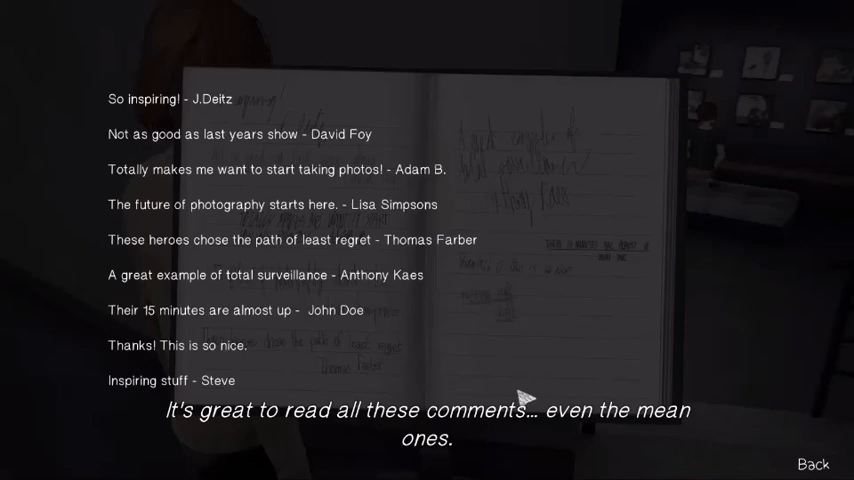 So inspiring! - J.Deitz
Not as good as last years show - David Foy
Totally makes me want to start taking photos! - Adam B.
The future of photography starts here. - Lisa Simpsons
These heroes chose the path of least regret - Thomas Farber
A great example of total surveillance - Anthony Kaes
Their 15 minutes are almost up - John Doe
Thanks! This is so nice.
Inspiring stuff - Steve
It's great to read all these comments... even the mean
ones.
Back